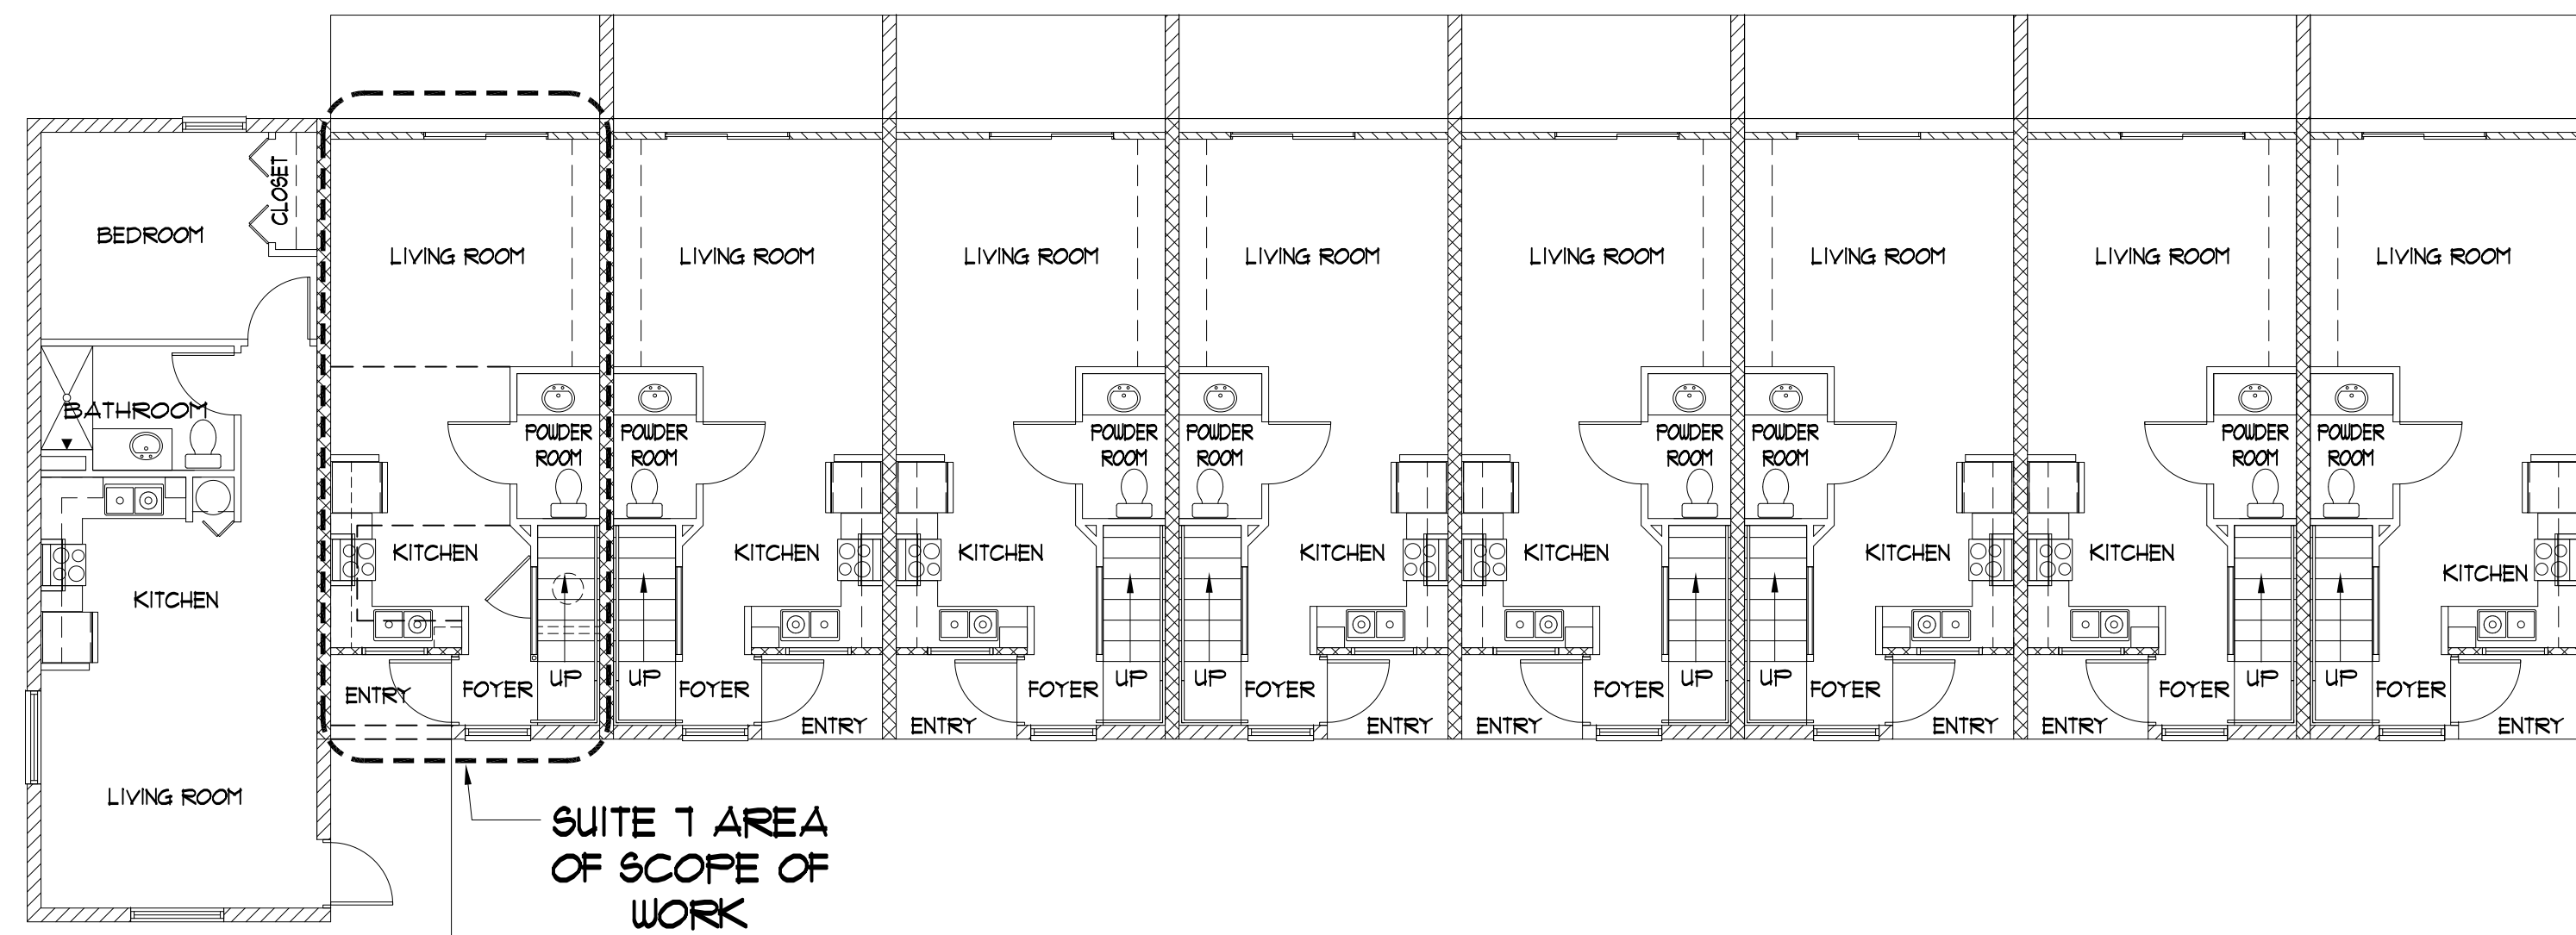 CLOSET
BEDROOM
LIVING ROOM
LIVING ROOM
LIVING ROOM
LIVING ROOM
LIVING ROOM
LIVING ROOM
LIVING ROOM
LIVING ROOM
BATHROOM
POWDER
ROOM
POWDER
ROOM
POWDER
ROOM
POWDER
ROOM
POWDER
ROOM
POWDER
ROOM
POWDER
ROOM
POWDER
ROOM
KITCHEN
KITCHEN
KITCHEN
KITCHEN
KITCHEN
KITCHEN
KITCHEN
KITCHEN
KITCHEN
ENTRY
FOYER
UP
UP
FOYER
ENTRY
ENTRY
FOYER
UP
UP
FOYER
ENTRY
ENTRY
FOYER
UP
UP
FOYER
ENTRY
ENTRY
FOYER
UP
UP
FOYER
ENTRY
LIVING ROOM
SUITE 7 AREA
OF SCOPE OF
WORK